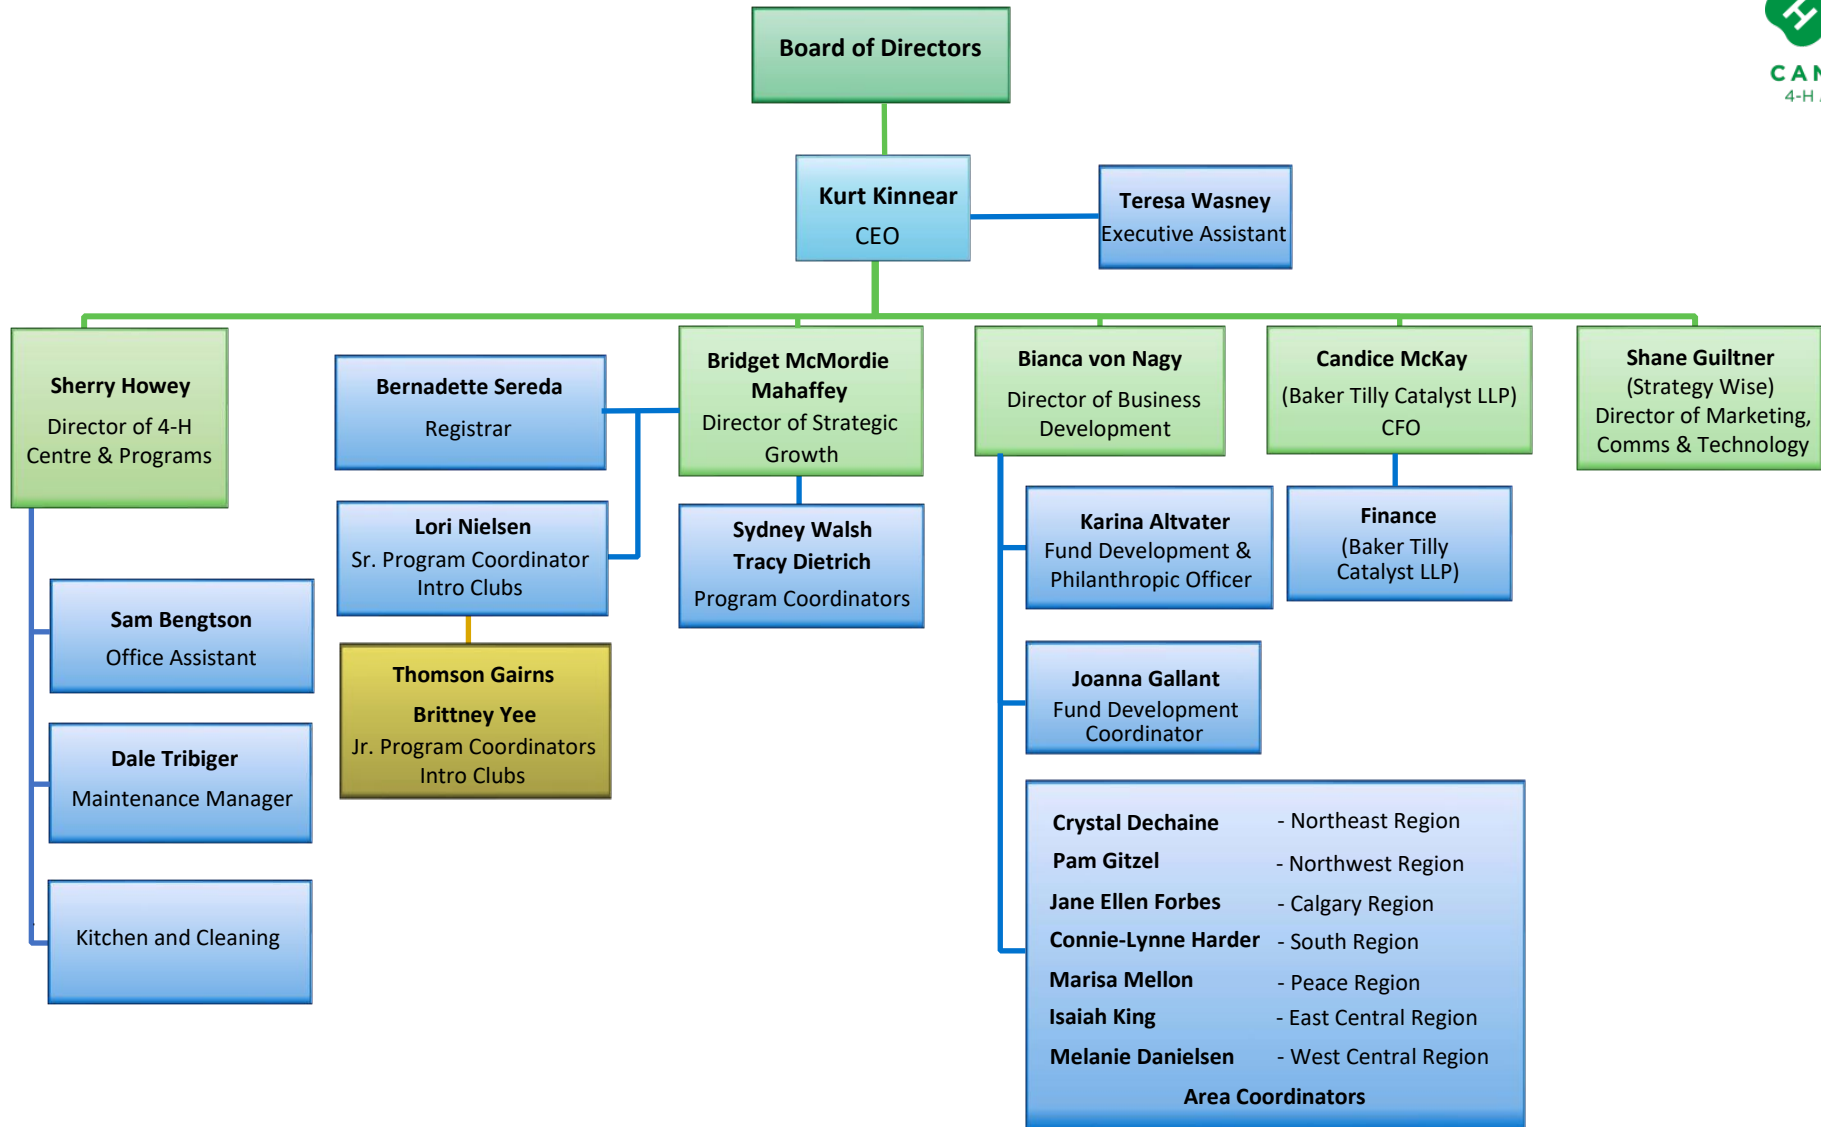 Board of Directors
CAN
4-H
Kurt Kinnear
CEO
Teresa Wasney
Executive Assistant
Sherry Howey
Director of 4-H
Centre & Programs
Bernadette Sereda
Registrar
Bridget McMordie
Mahaffey
Director of Strategic
Growth
Bianca von Nagy
Director of Business
Development
Candice McKay
(Baker Tilly Catalyst LLP)
CFO
Shane Guiltner
(Strategy Wise)
Director of Marketing,
Comms & Technology
Lori Nielsen
Sr. Program Coordinator
Intro Clubs
Sydney Walsh
Tracy Dietrich
Program Coordinators
Karina Altvater
Fund Development &
Philanthropic Officer
Finance
(Baker Tilly
Catalyst LLP)
Sam Bengtson
Office Assistant
Thomson Gairns
Brittney Yee
Jr. Program Coordinators
Intro Clubs
Joanna Gallant
Fund Development
Coordinator
Dale Tribiger
Maintenance Manager
Kitchen and Cleaning
Crystal Dechaine - Northeast Region
Pam Gitzel - Northwest Region
Jane Ellen Forbes - Calgary Region
Connie-Lynne Harder - South Region
Marisa Mellon - Peace Region
Isaiah King - East Central Region
Melanie Danielsen - West Central Region
Area Coordinators